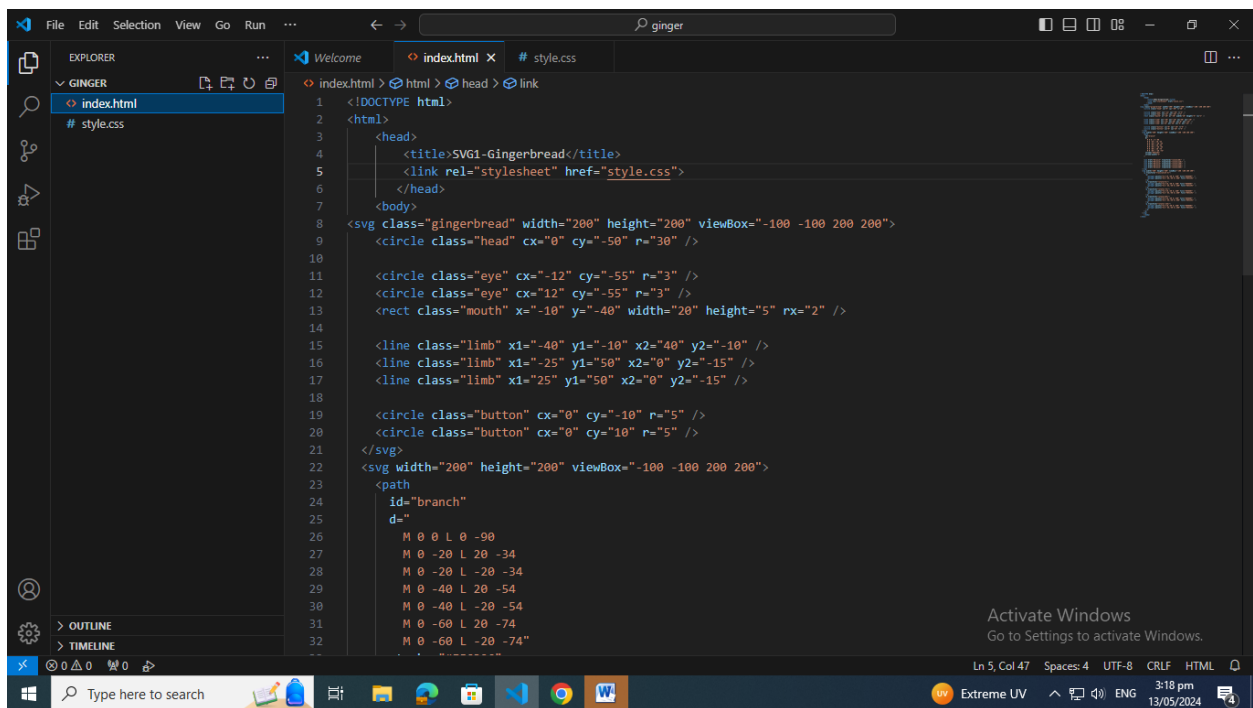 File Edit Selection View Go Run ··· ginger
EXPLORER ···
GINGER
index.html
# style.css
OUTLINE
TIMELINE
Welcome index.html # style.css ···
index.html > html > head > link
1 <!DOCTYPE html>
2 <html>
3 <head>
4 <title>SVG1-Gingerbread</title>
5 <link rel="stylesheet" href="style.css">
6 </head>
7 <body>
8 <svg class="gingerbread" width="200" height="200" viewBox="-100 -100 200 200">
9 <circle class="head" cx="0" cy="-50" r="30" />
10
11 <circle class="eye" cx="-12" cy="-55" r="3" />
12 <circle class="eye" cx="12" cy="-55" r="3" />
13 <rect class="mouth" x="-10" y="-40" width="20" height="5" rx="2" />
14
15 <line class="limb" x1="-40" y1="-10" x2="40" y2="-10" />
16 <line class="limb" x1="-25" y1="50" x2="0" y2="-15" />
17 <line class="limb" x1="25" y1="50" x2="0" y2="-15" />
18
19 <circle class="button" cx="0" cy="-10" r="5" />
20 <circle class="button" cx="0" cy="10" r="5" />
21 </svg>
22 <svg width="200" height="200" viewBox="-100 -100 200 200">
23 <path
24 id="branch"
25 d="
26 M 0 0 L 0 -90
27 M 0 -20 L 20 -34
28 M 0 -20 L -20 -34
29 M 0 -40 L 20 -54
30 M 0 -40 L -20 -54
31 M 0 -60 L 20 -74
32 M 0 -60 L -20 -74"
Activate Windows
Go to Settings to activate Windows.
0 0 0 Ln 5, Col 47 Spaces: 4 UTF-8 CRLF HTML
Type here to search W UV Extreme UV ENG 3:18 pm
13/05/2024 4